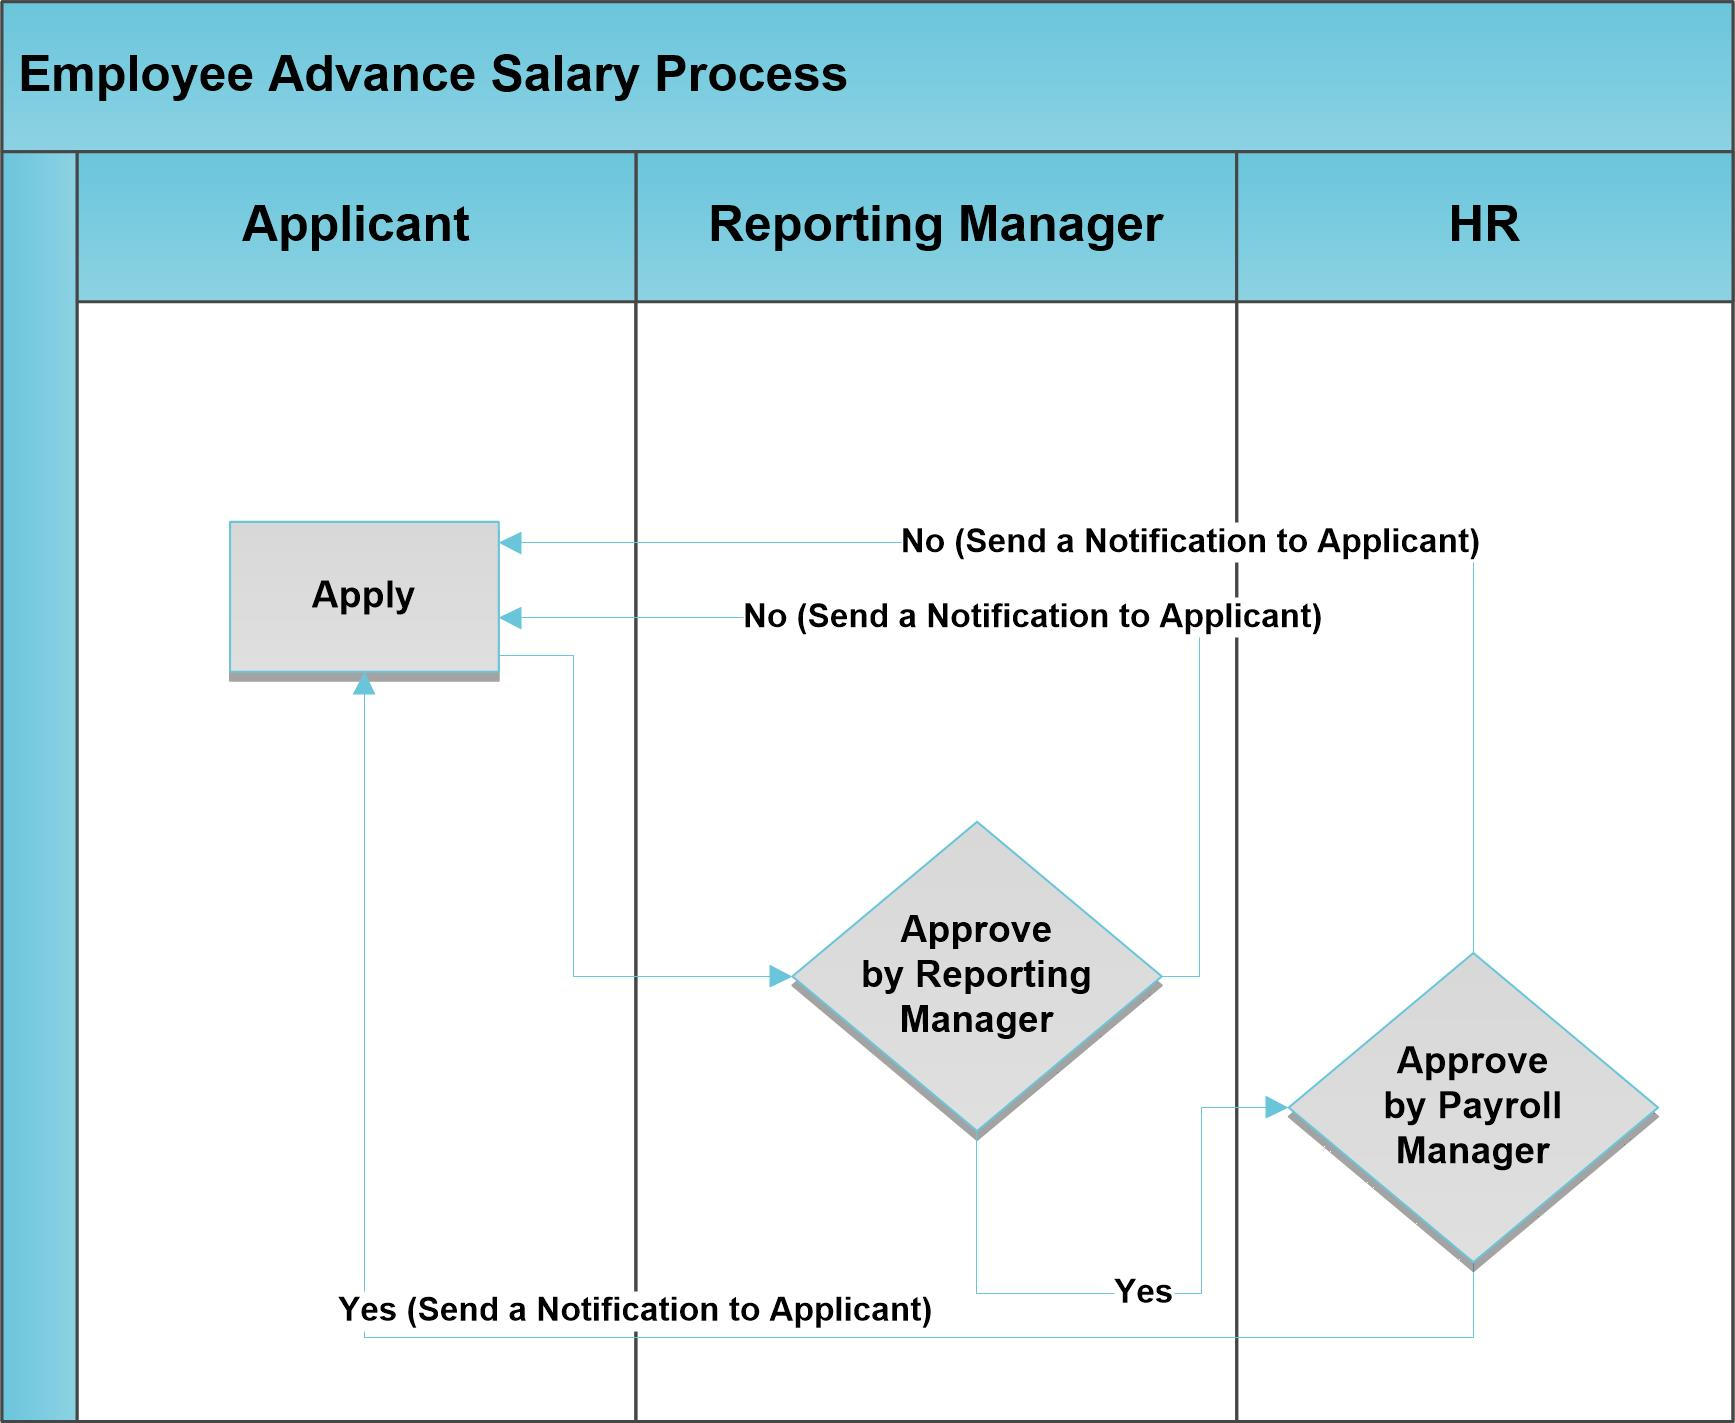 Employee Advance Salary Process
Applicant
Reporting Manager
HR
No (Send a Notification to Applicant)
Apply
No (Send a Notification to Applicant)
Approve
by Reporting
Manager
Approve
by Payroll
Manager
Yes
Yes (Send a Notification to Applicant)